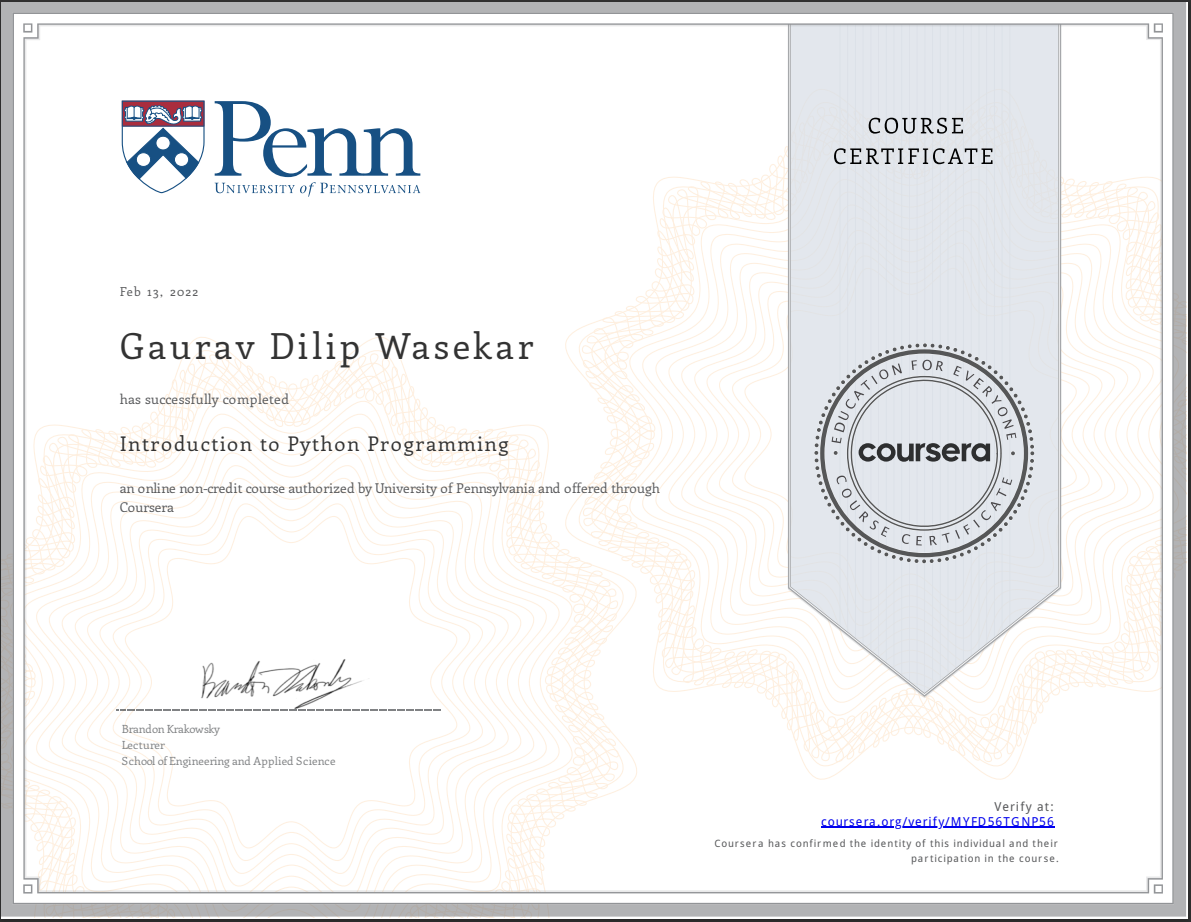 Penn
UNIVERSITY of PENNSYLVANIA
COURSE
CERTIFICATE
Feb 13, 2022
Gaurav Dilip Wasekar
has successfully completed
Introduction to Python Programming
an online non-credit course authorized by University of Pennsylvania and offered through
Coursera
EDUCATION FOR EVERYONE
coursera
COURSE CERTIFICATE
Brandon Krakowsky
Brandon Krakowsky
Lecturer
School of Engineering and Applied Science
Verify at:
coursera.org/verify/MYFD56TGNP56
Coursera has confirmed the identity of this individual and their
participation in the course.